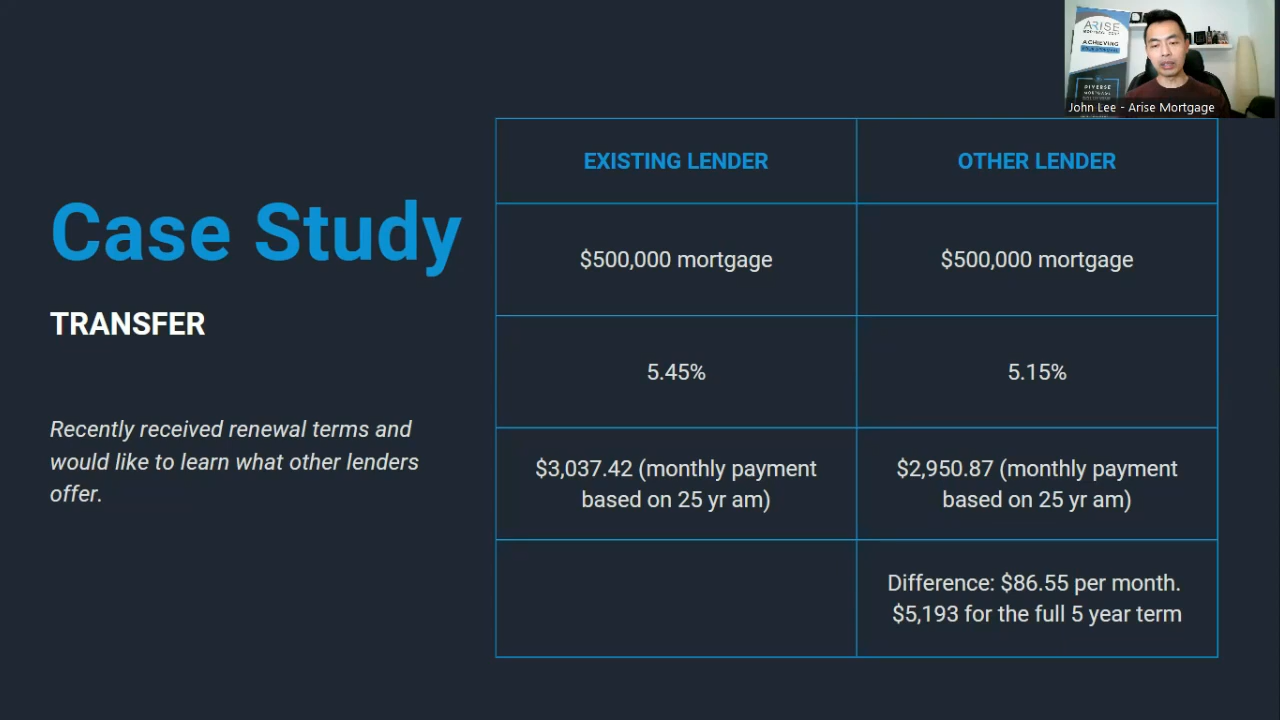 ARISE
ACHIEVING
DIVERSE
MORTGAGE
John Lee - Arise Mortgage
Case Study
TRANSFER
Recently received renewal terms and
would like to learn what other lenders
offer.
EXISTING LENDER
OTHER LENDER
$500,000 mortgage
$500,000 mortgage
5.45%
5.15%
$3,037.42 (monthly payment
based on 25 yr am)
$2,950.87 (monthly payment
based on 25 yr am)
Difference: $86.55 per month.
$5,193 for the full 5 year term